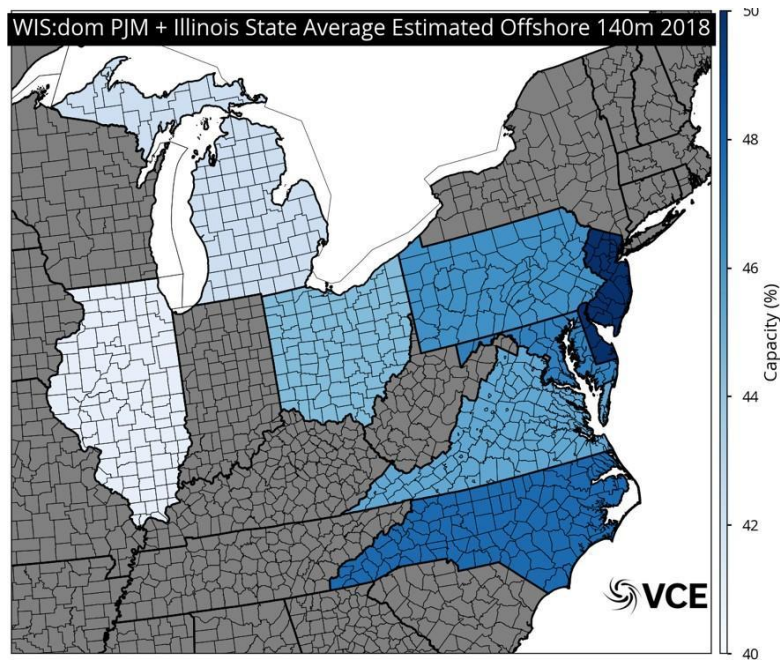 WIS:dom PJM + Illinois State Average Estimated Offshore 140m 2018
50
48
46
44
42
40
Capacity (%)
VCE